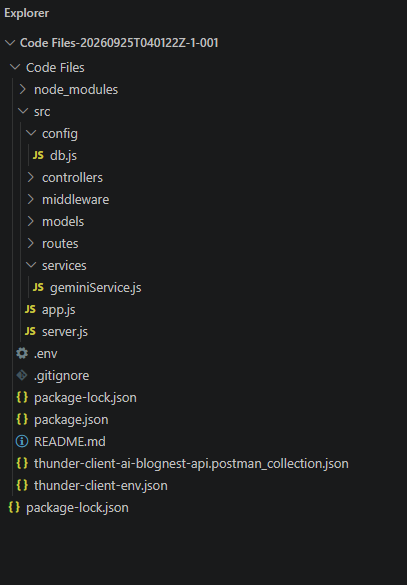 Explorer
Code Files-20260925T040122Z-1-001
Code Files
node_modules
src
config
JS db.js
controllers
middleware
models
routes
services
JS geminiService.js
JS app.js
JS server.js
.env
.gitignore
{} package-lock.json
{} package.json
README.md
{} thunder-client-ai-blognest-api.postman_collection.json
{} thunder-client-env.json
{} package-lock.json